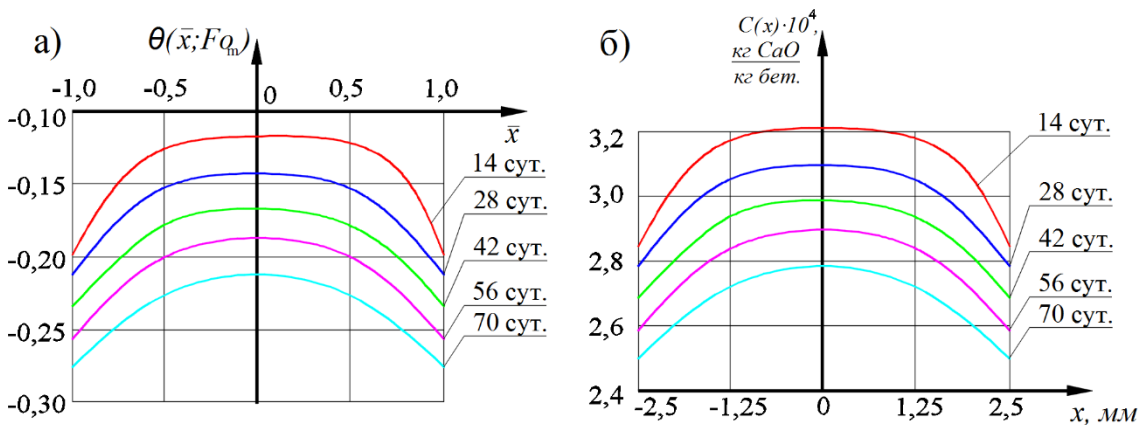 а) θ(x̄;Foₘ)
-1,0 -0,5 0 0,5 1,0
x̄
-0,10
-0,15
-0,20
-0,25
-0,30
14 сут.
28 сут.
42 сут.
56 сут.
70 сут.
б) C(x)·10⁴,
кг CaO
кг бет.
3,2
3,0
2,8
2,6
2,4
14 сут.
28 сут.
42 сут.
56 сут.
70 сут.
-2,5 -1,25 0 1,25 2,5
x, мм